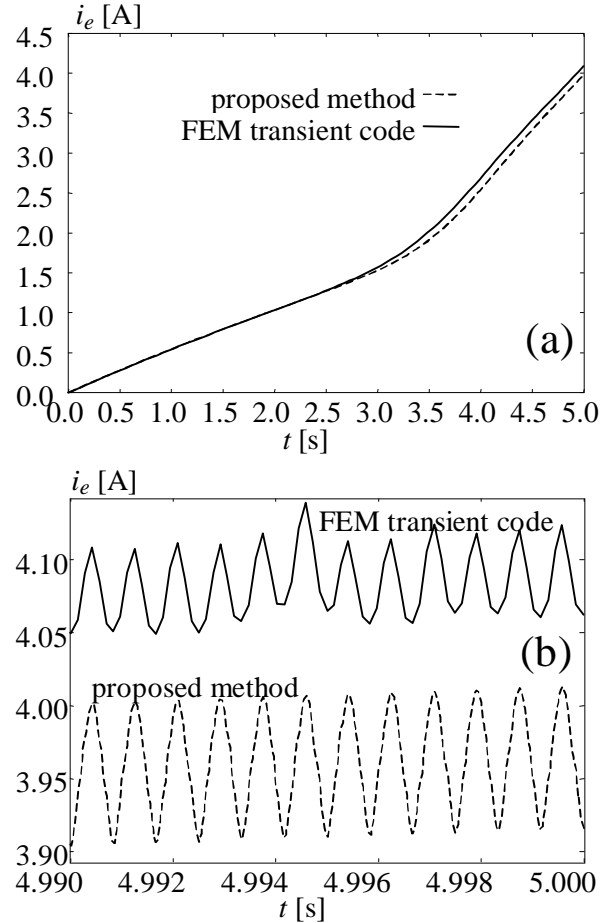 i_e [A]
4.5
4.0
3.5
3.0
2.5
2.0
1.5
1.0
0.5
0.0
proposed method
FEM transient code
(a)
0.0 0.5 1.0 1.5 2.0 2.5 3.0 3.5 4.0 4.5 5.0
t [s]
i_e [A]
FEM transient code
4.10
4.05
(b)
proposed method
4.00
3.95
3.90
4.990 4.992 4.994 4.996 4.998 5.000
t [s]